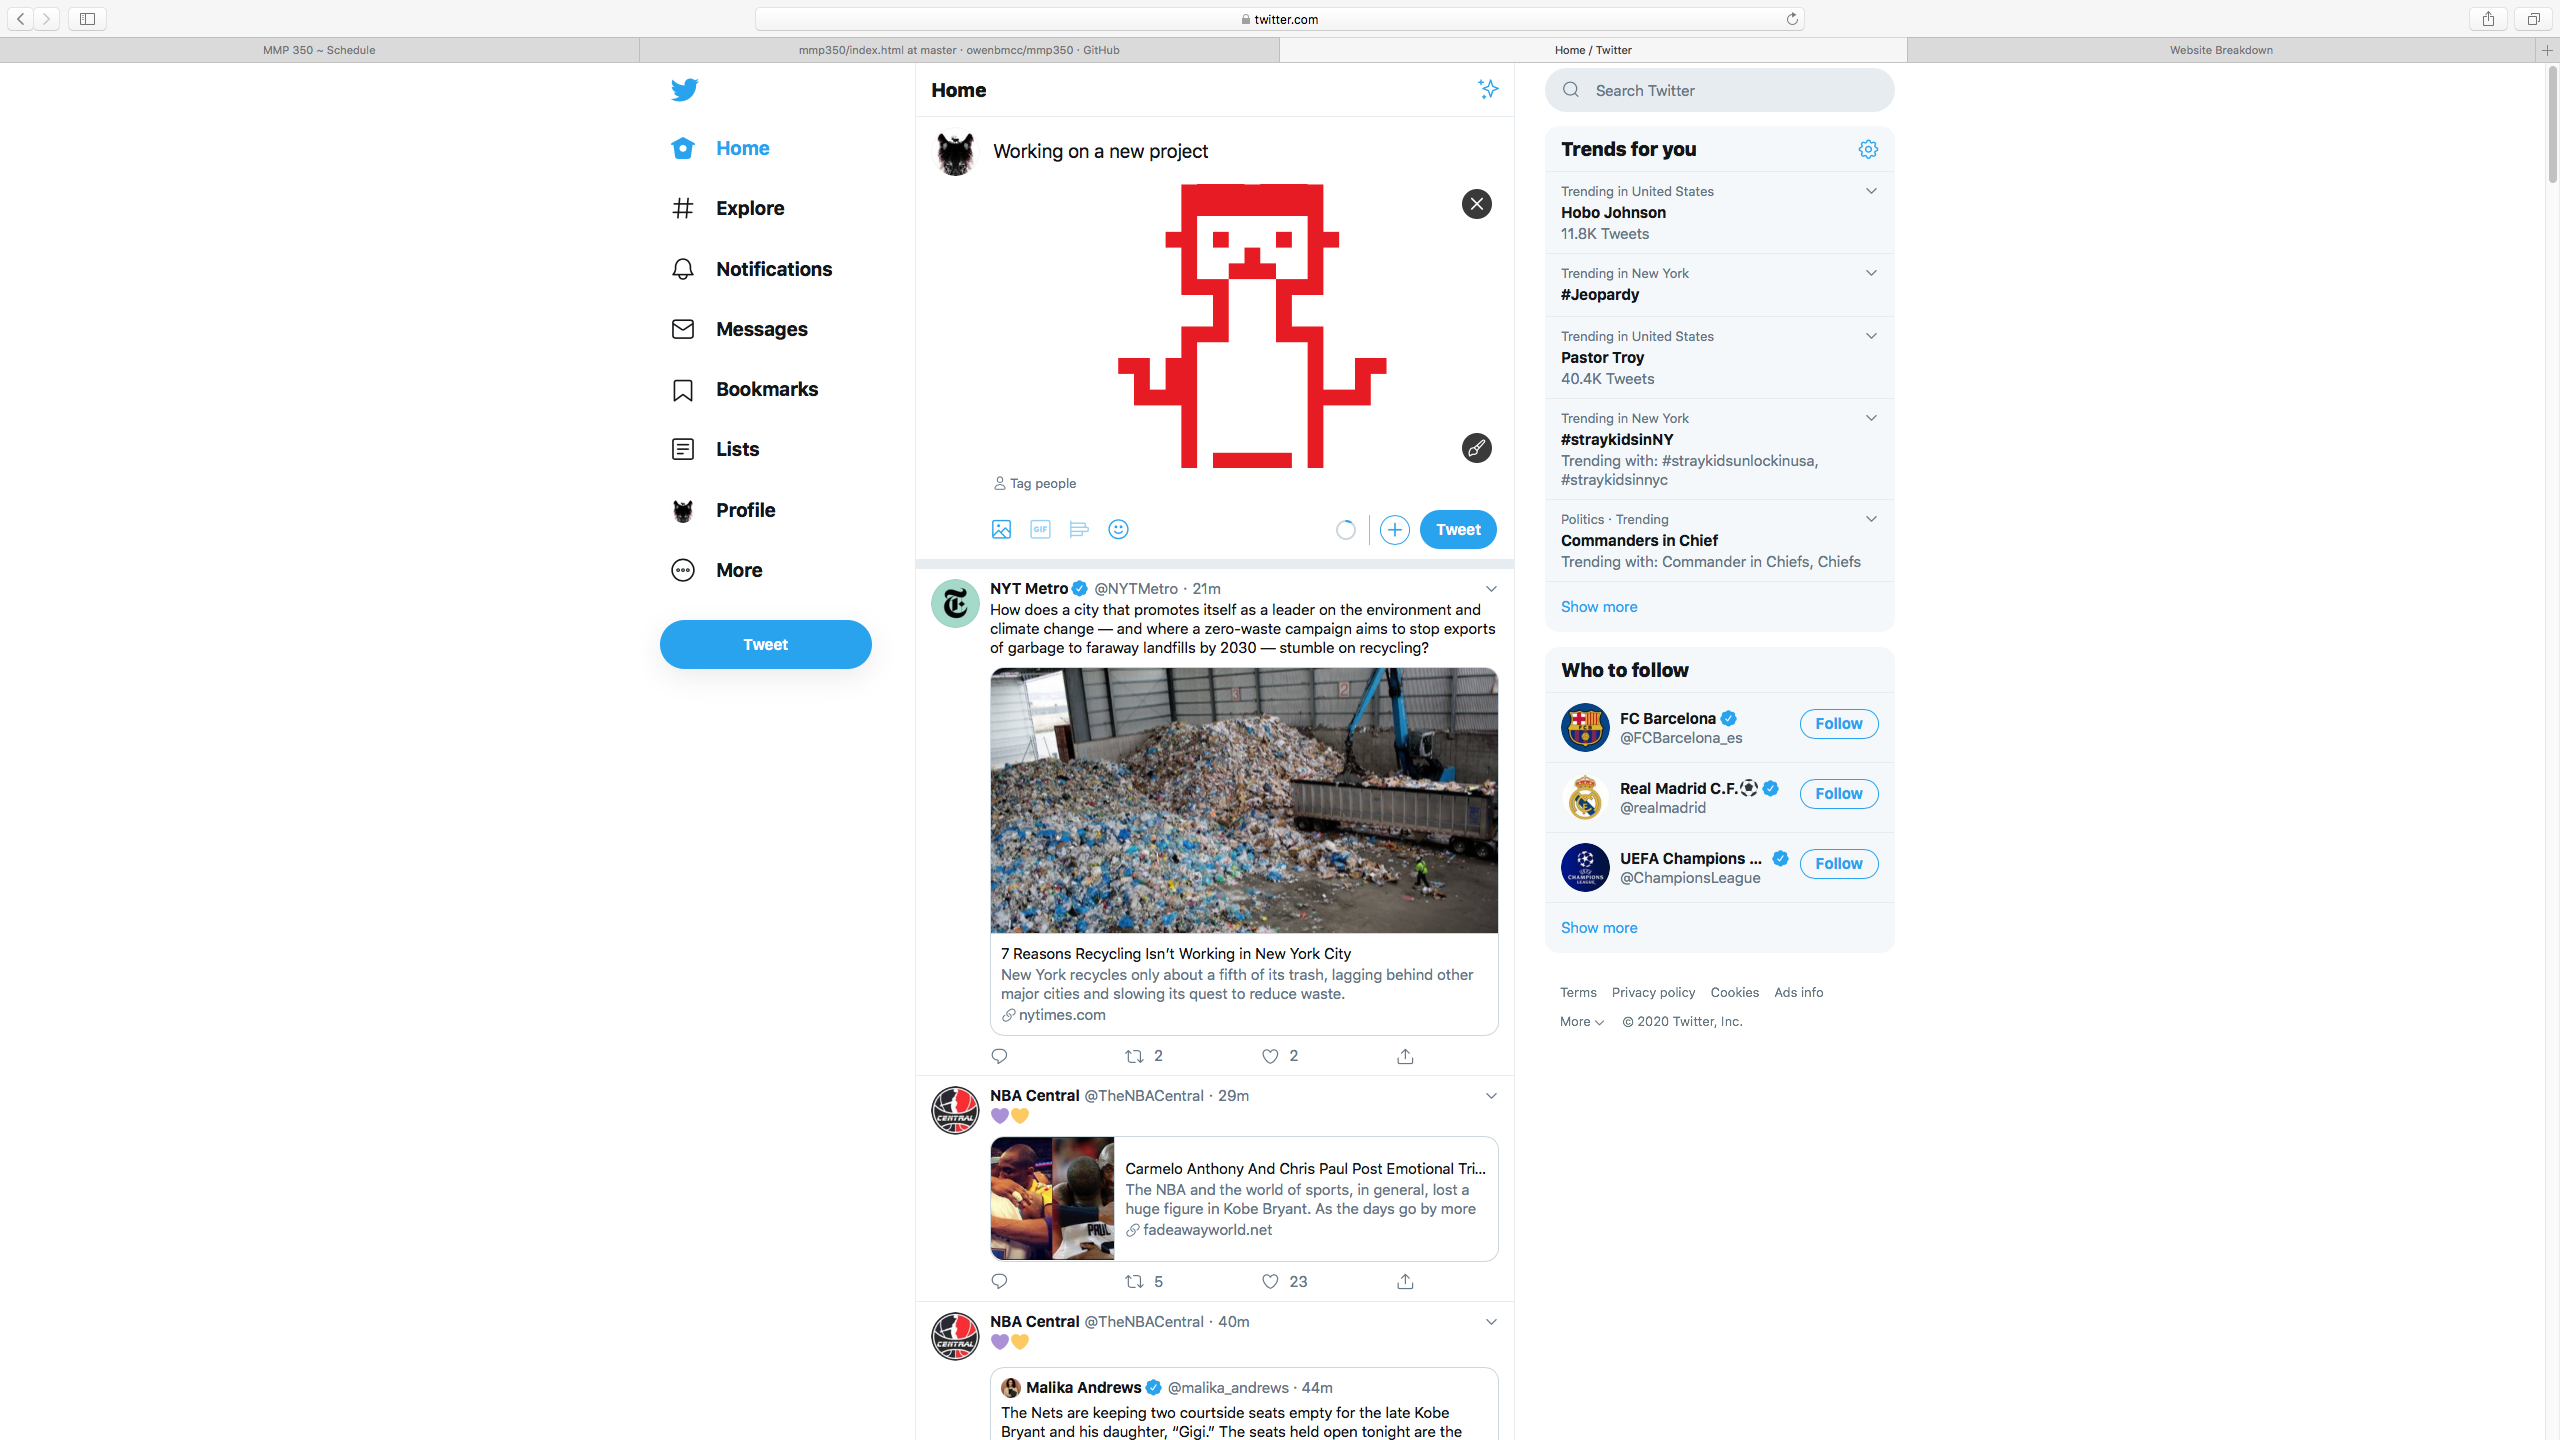 twitter.com
MMP 350 ~ Schedule
mmp350/index.html at master · owenbmcc/mmp350 · GitHub
Home / Twitter
Website Breakdown
Home
Explore
Notifications
Messages
Bookmarks
Lists
Profile
More
Tweet
Home
Working on a new project
Tag people
GIF
Tweet
NYT Metro @NYTMetro · 21m
How does a city that promotes itself as a leader on the environment and
climate change — and where a zero-waste campaign aims to stop exports
of garbage to faraway landfills by 2030 — stumble on recycling?
3
2
7 Reasons Recycling Isn't Working in New York City
New York recycles only about a fifth of its trash, lagging behind other
major cities and slowing its quest to reduce waste.
nytimes.com
2 2
NBA Central @TheNBACentral · 29m
CENTRAL
💜💛
PAUL
Carmelo Anthony And Chris Paul Post Emotional Tri...
The NBA and the world of sports, in general, lost a
huge figure in Kobe Bryant. As the days go by more
fadeawayworld.net
5 23
NBA Central @TheNBACentral · 40m
CENTRAL
💜💛
Malika Andrews @malika_andrews · 44m
The Nets are keeping two courtside seats empty for the late Kobe
Bryant and his daughter, “Gigi.” The seats held open tonight are the
Search Twitter
Trends for you
Trending in United States
Hobo Johnson
11.8K Tweets
Trending in New York
#Jeopardy
Trending in United States
Pastor Troy
40.4K Tweets
Trending in New York
#straykidsinNY
Trending with: #straykidsunlockinusa,
#straykidsinnyc
Politics · Trending
Commanders in Chief
Trending with: Commander in Chiefs, Chiefs
Show more
Who to follow
FC Barcelona
@FCBarcelona_es
Follow
Real Madrid C.F.⚽
@realmadrid
Follow
UEFA Champions ...
@ChampionsLeague
Follow
CHAMPIONS
LEAGUE
Show more
Terms Privacy policy Cookies Ads info
More © 2020 Twitter, Inc.